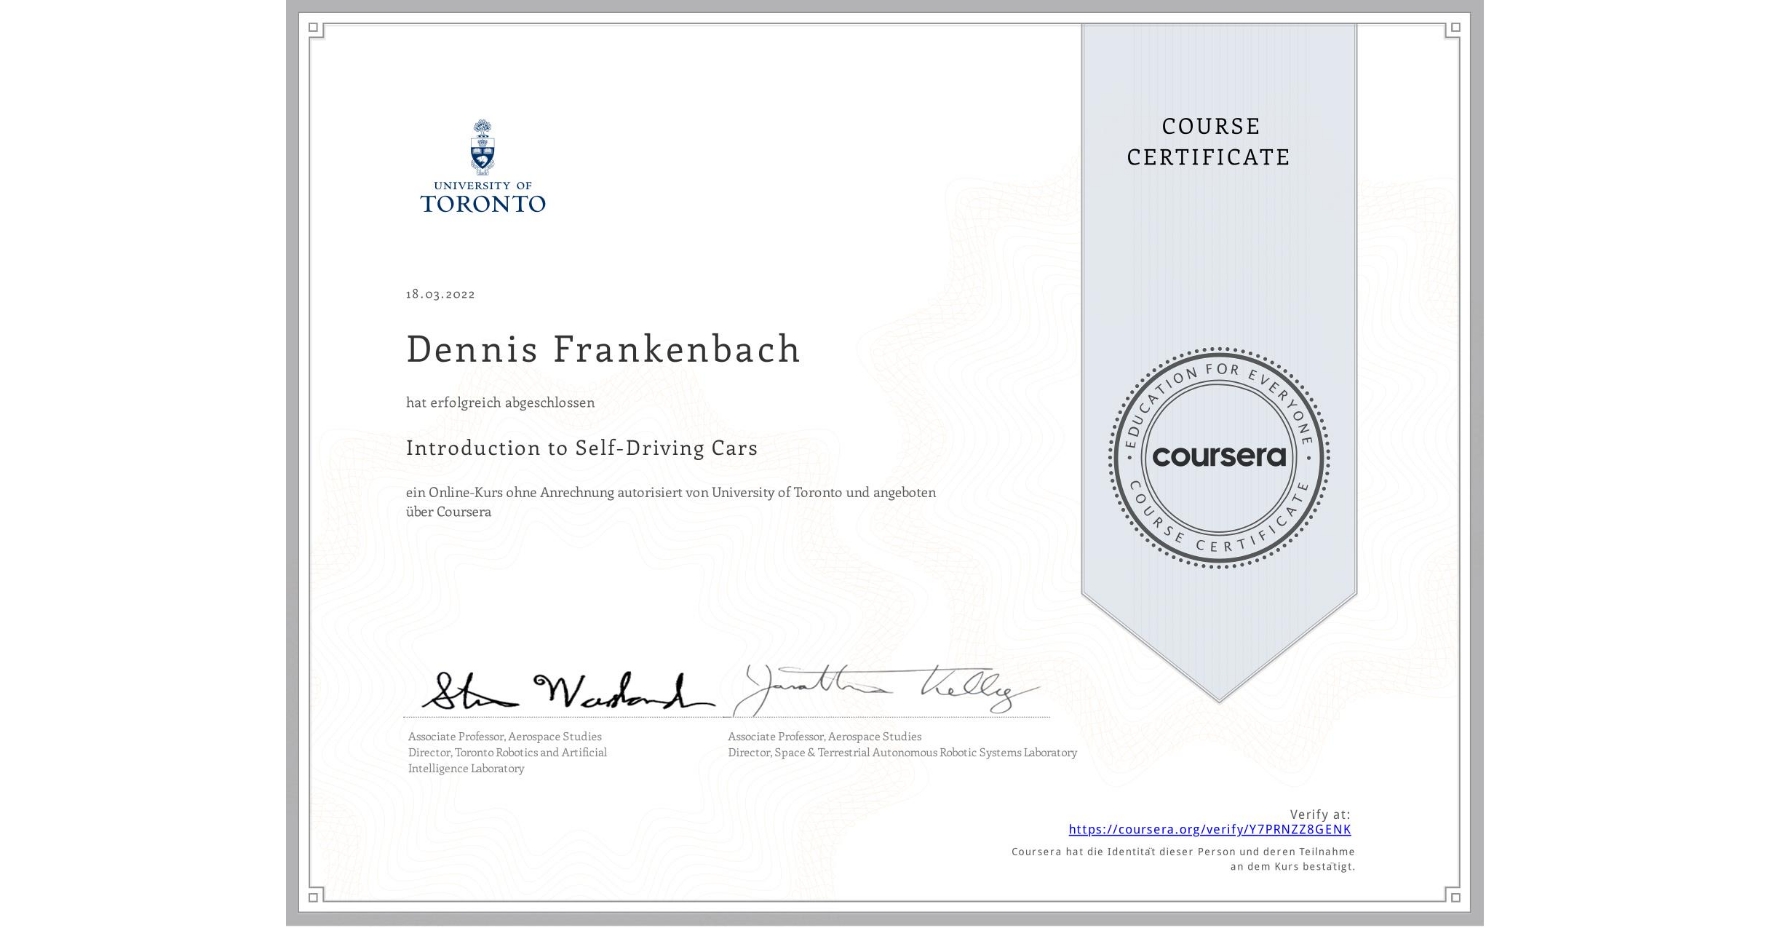 COURSE
CERTIFICATE
UNIVERSITY OF
TORONTO
18.03.2022
Dennis Frankenbach
hat erfolgreich abgeschlossen
Introduction to Self-Driving Cars
ein Online-Kurs ohne Anrechnung autorisiert von University of Toronto und angeboten
über Coursera
EDUCATION FOR EVERYONE
coursera
COURSE CERTIFICATE
Associate Professor, Aerospace Studies
Director, Toronto Robotics and Artificial
Intelligence Laboratory
Jonathan Kelly
Associate Professor, Aerospace Studies
Director, Space & Terrestrial Autonomous Robotic Systems Laboratory
Verify at:
https://coursera.org/verify/Y7PRNZZ8GENK
Coursera hat die Identität dieser Person und deren Teilnahme
an dem Kurs bestätigt.